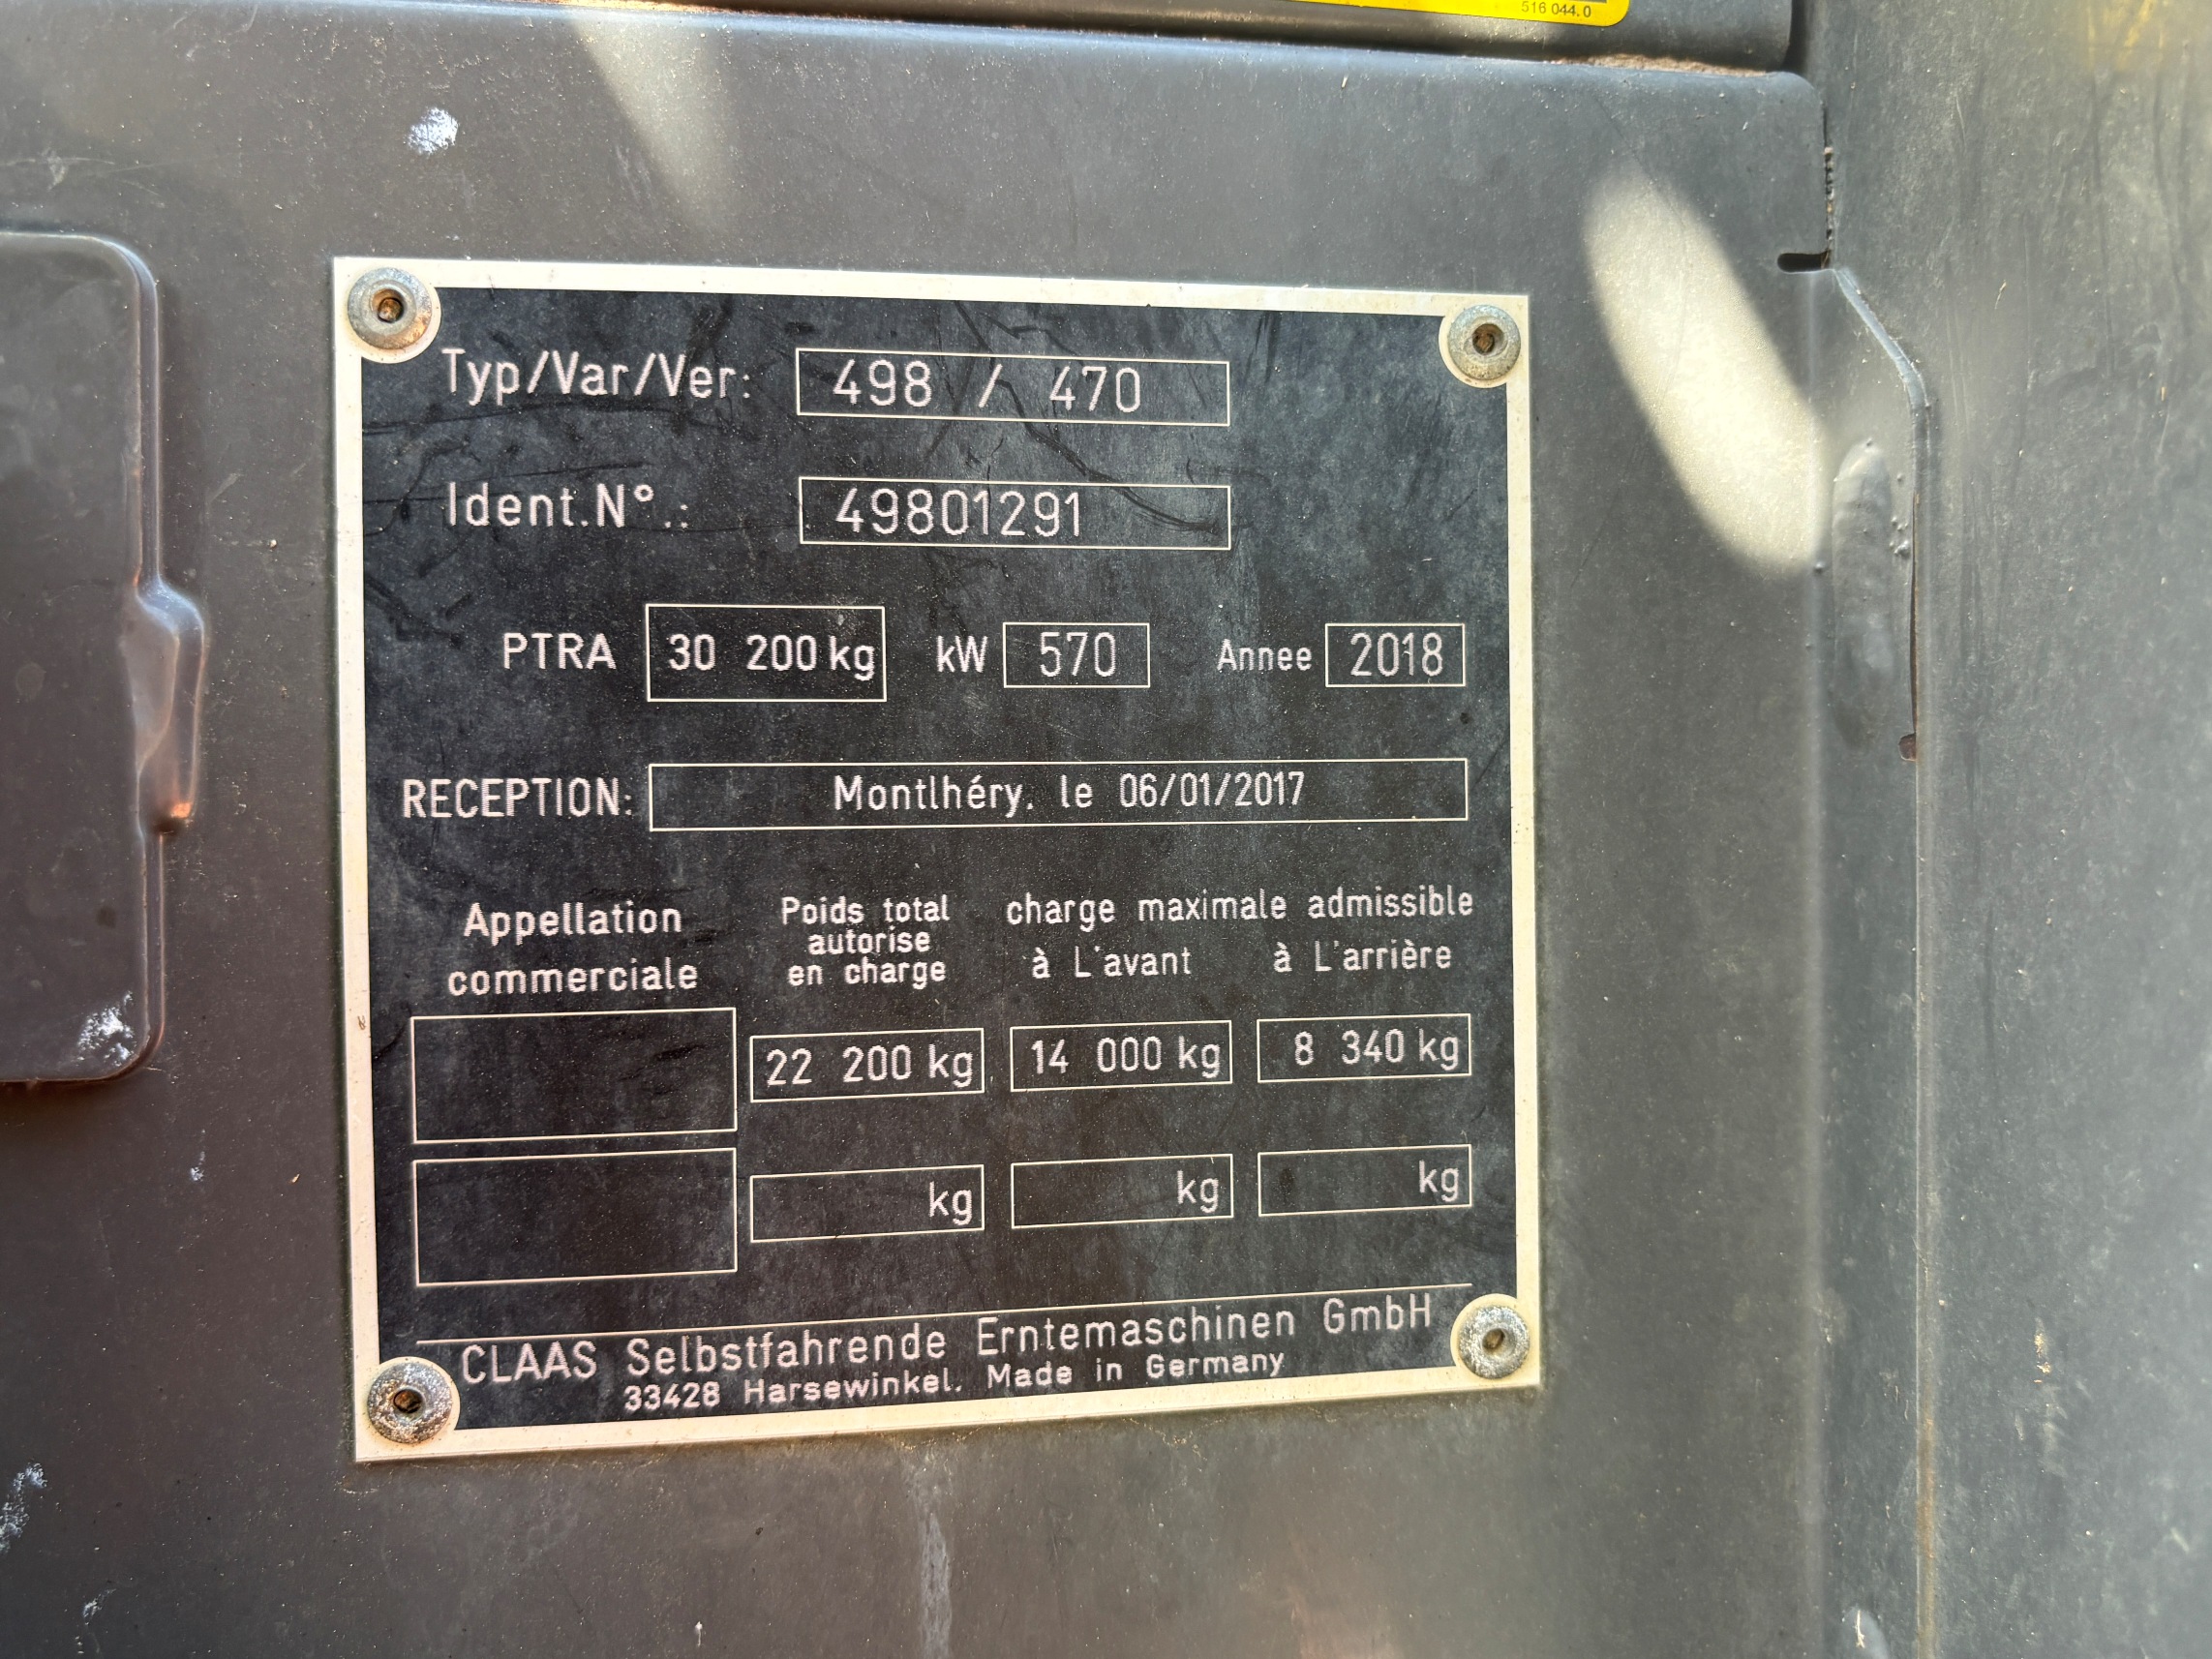 516 044.0
Typ/Var/Ver: 498 / 470
Ident.N°.: 49801291
PTRA 30 200 kg kW 570 Annee 2018
RECEPTION: Montlhéry, le 06/01/2017
Appellation commerciale
Poids total autorise en charge
charge maximale admissible
à L'avant à L'arrière
22 200 kg 14 000 kg 8 340 kg
kg kg kg
CLAAS Selbstfahrende Erntemaschinen GmbH
33428 Harsewinkel. Made in Germany